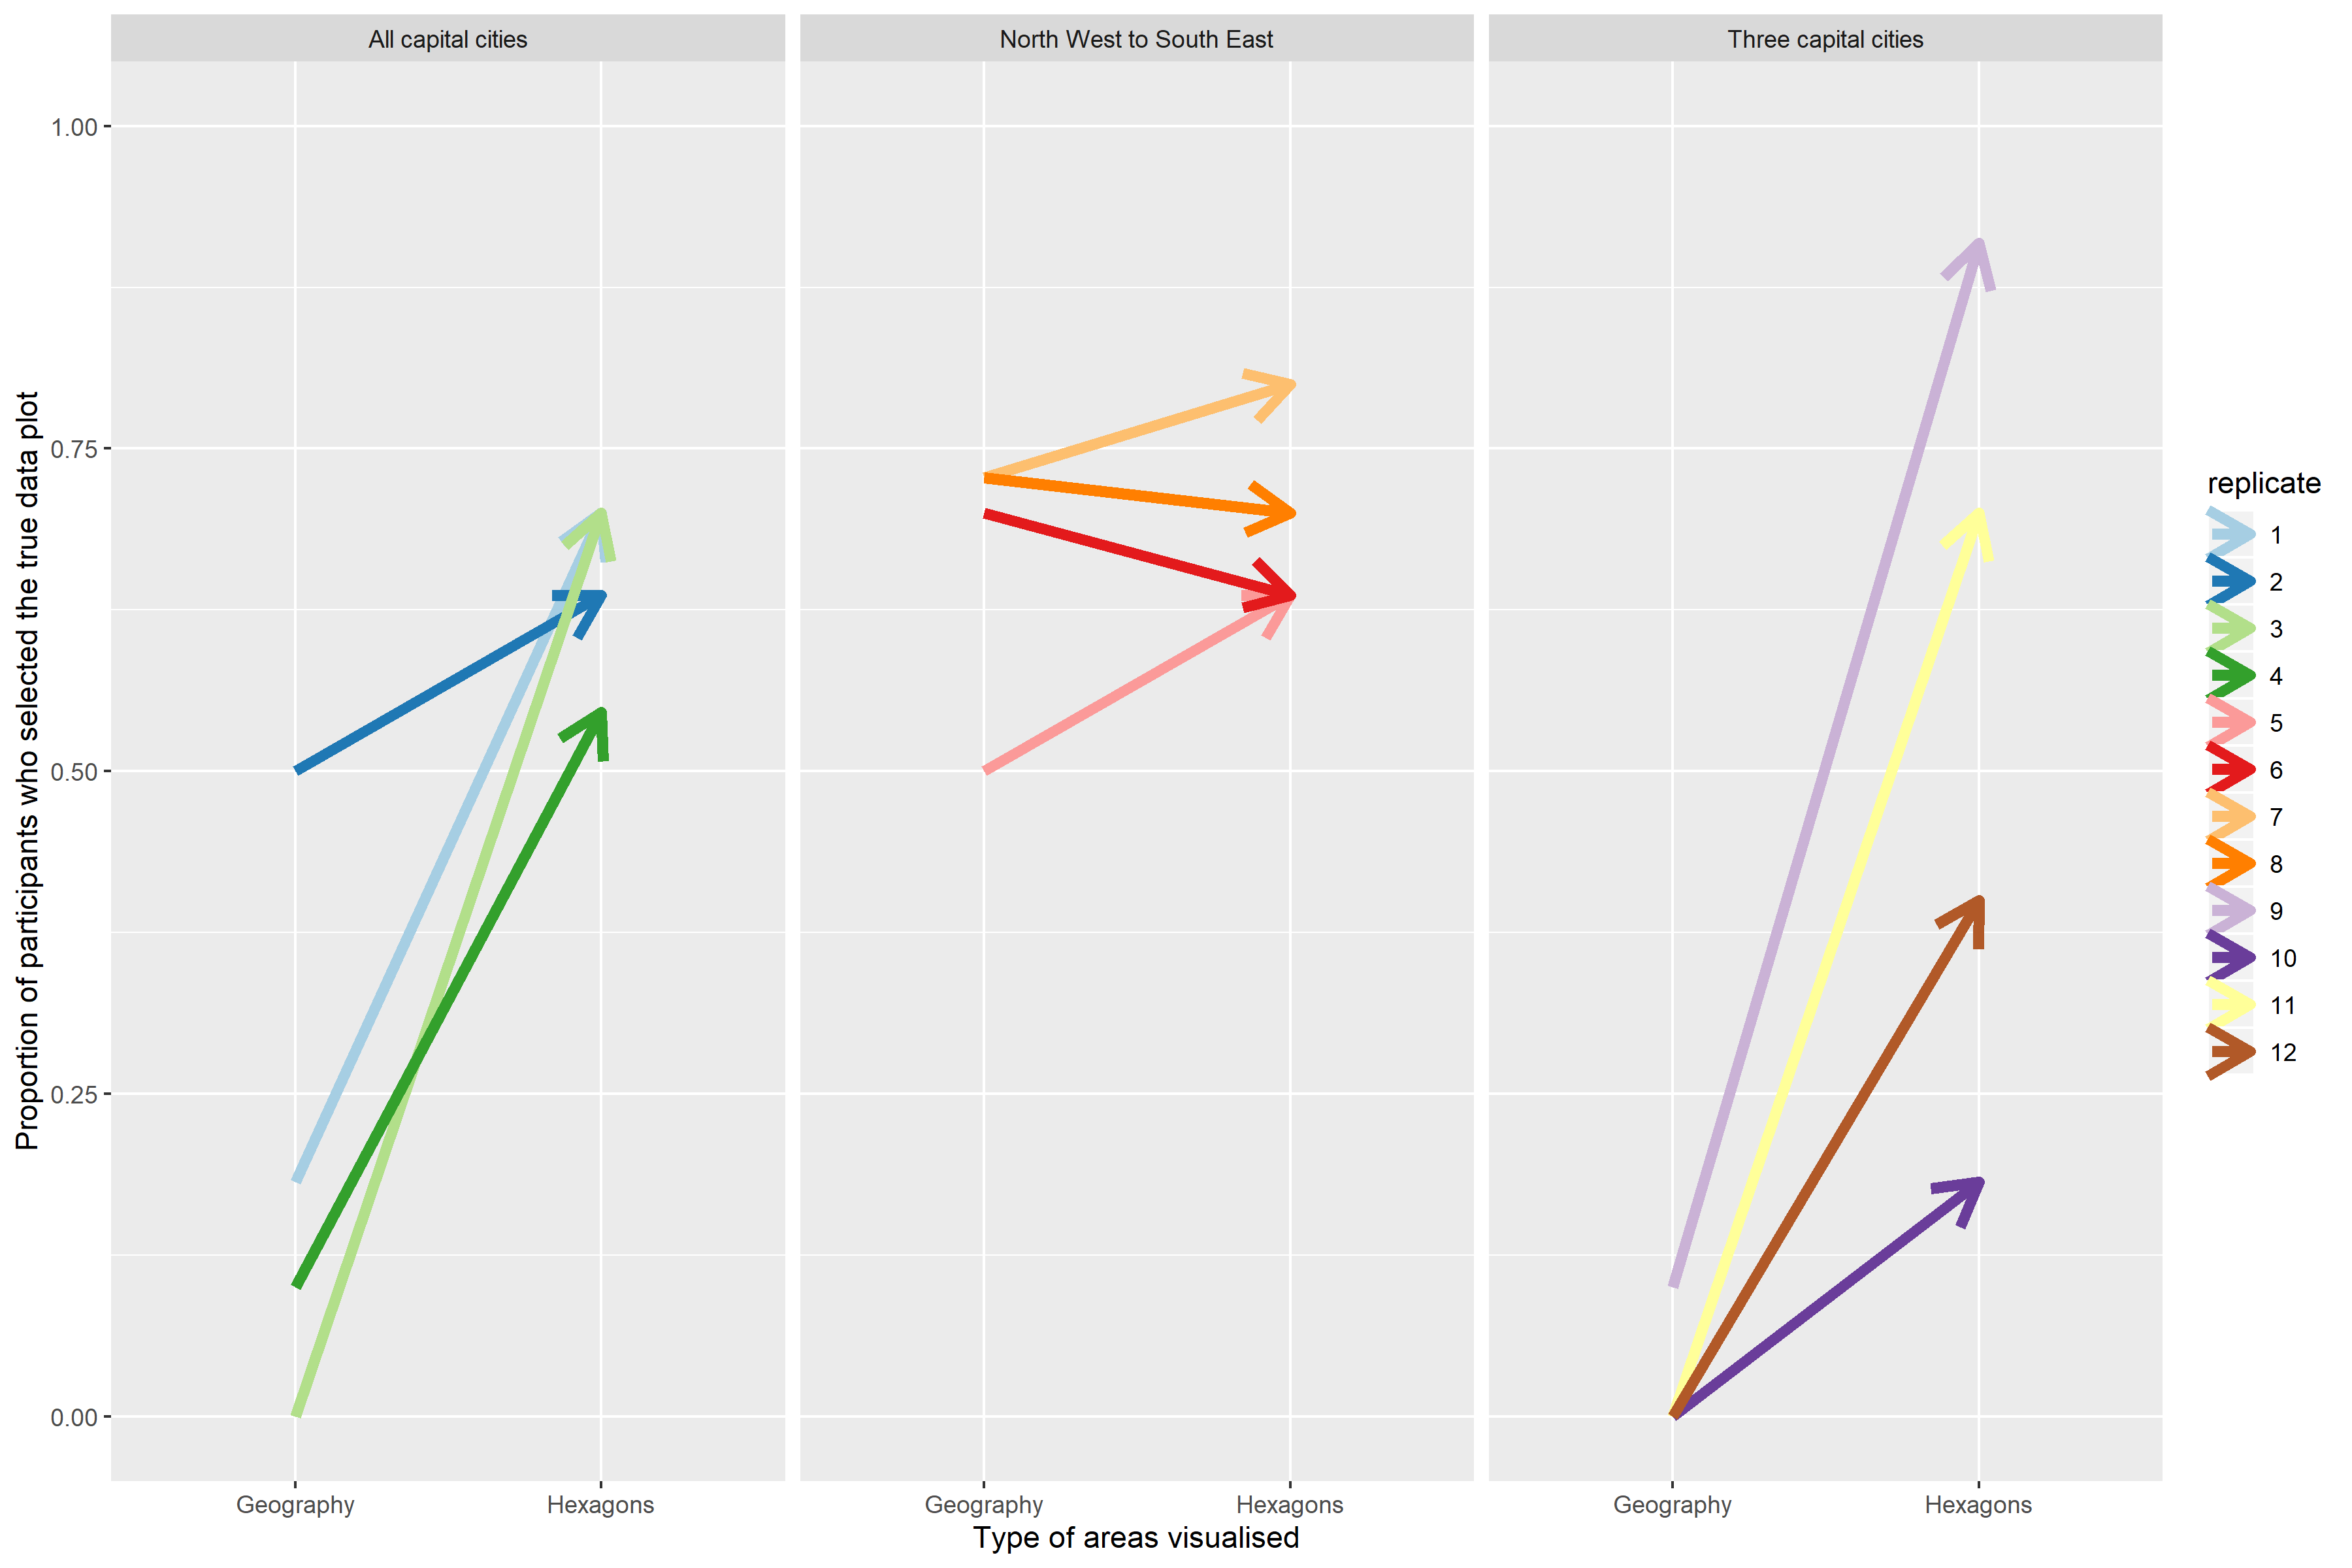 All capital cities
North West to South East
Three capital cities
Proportion of participants who selected the true data plot
1.00
0.75
0.50
0.25
0.00
Geography
Hexagons
Geography
Hexagons
Geography
Hexagons
Type of areas visualised
replicate
1
2
3
4
5
6
7
8
9
10
11
12